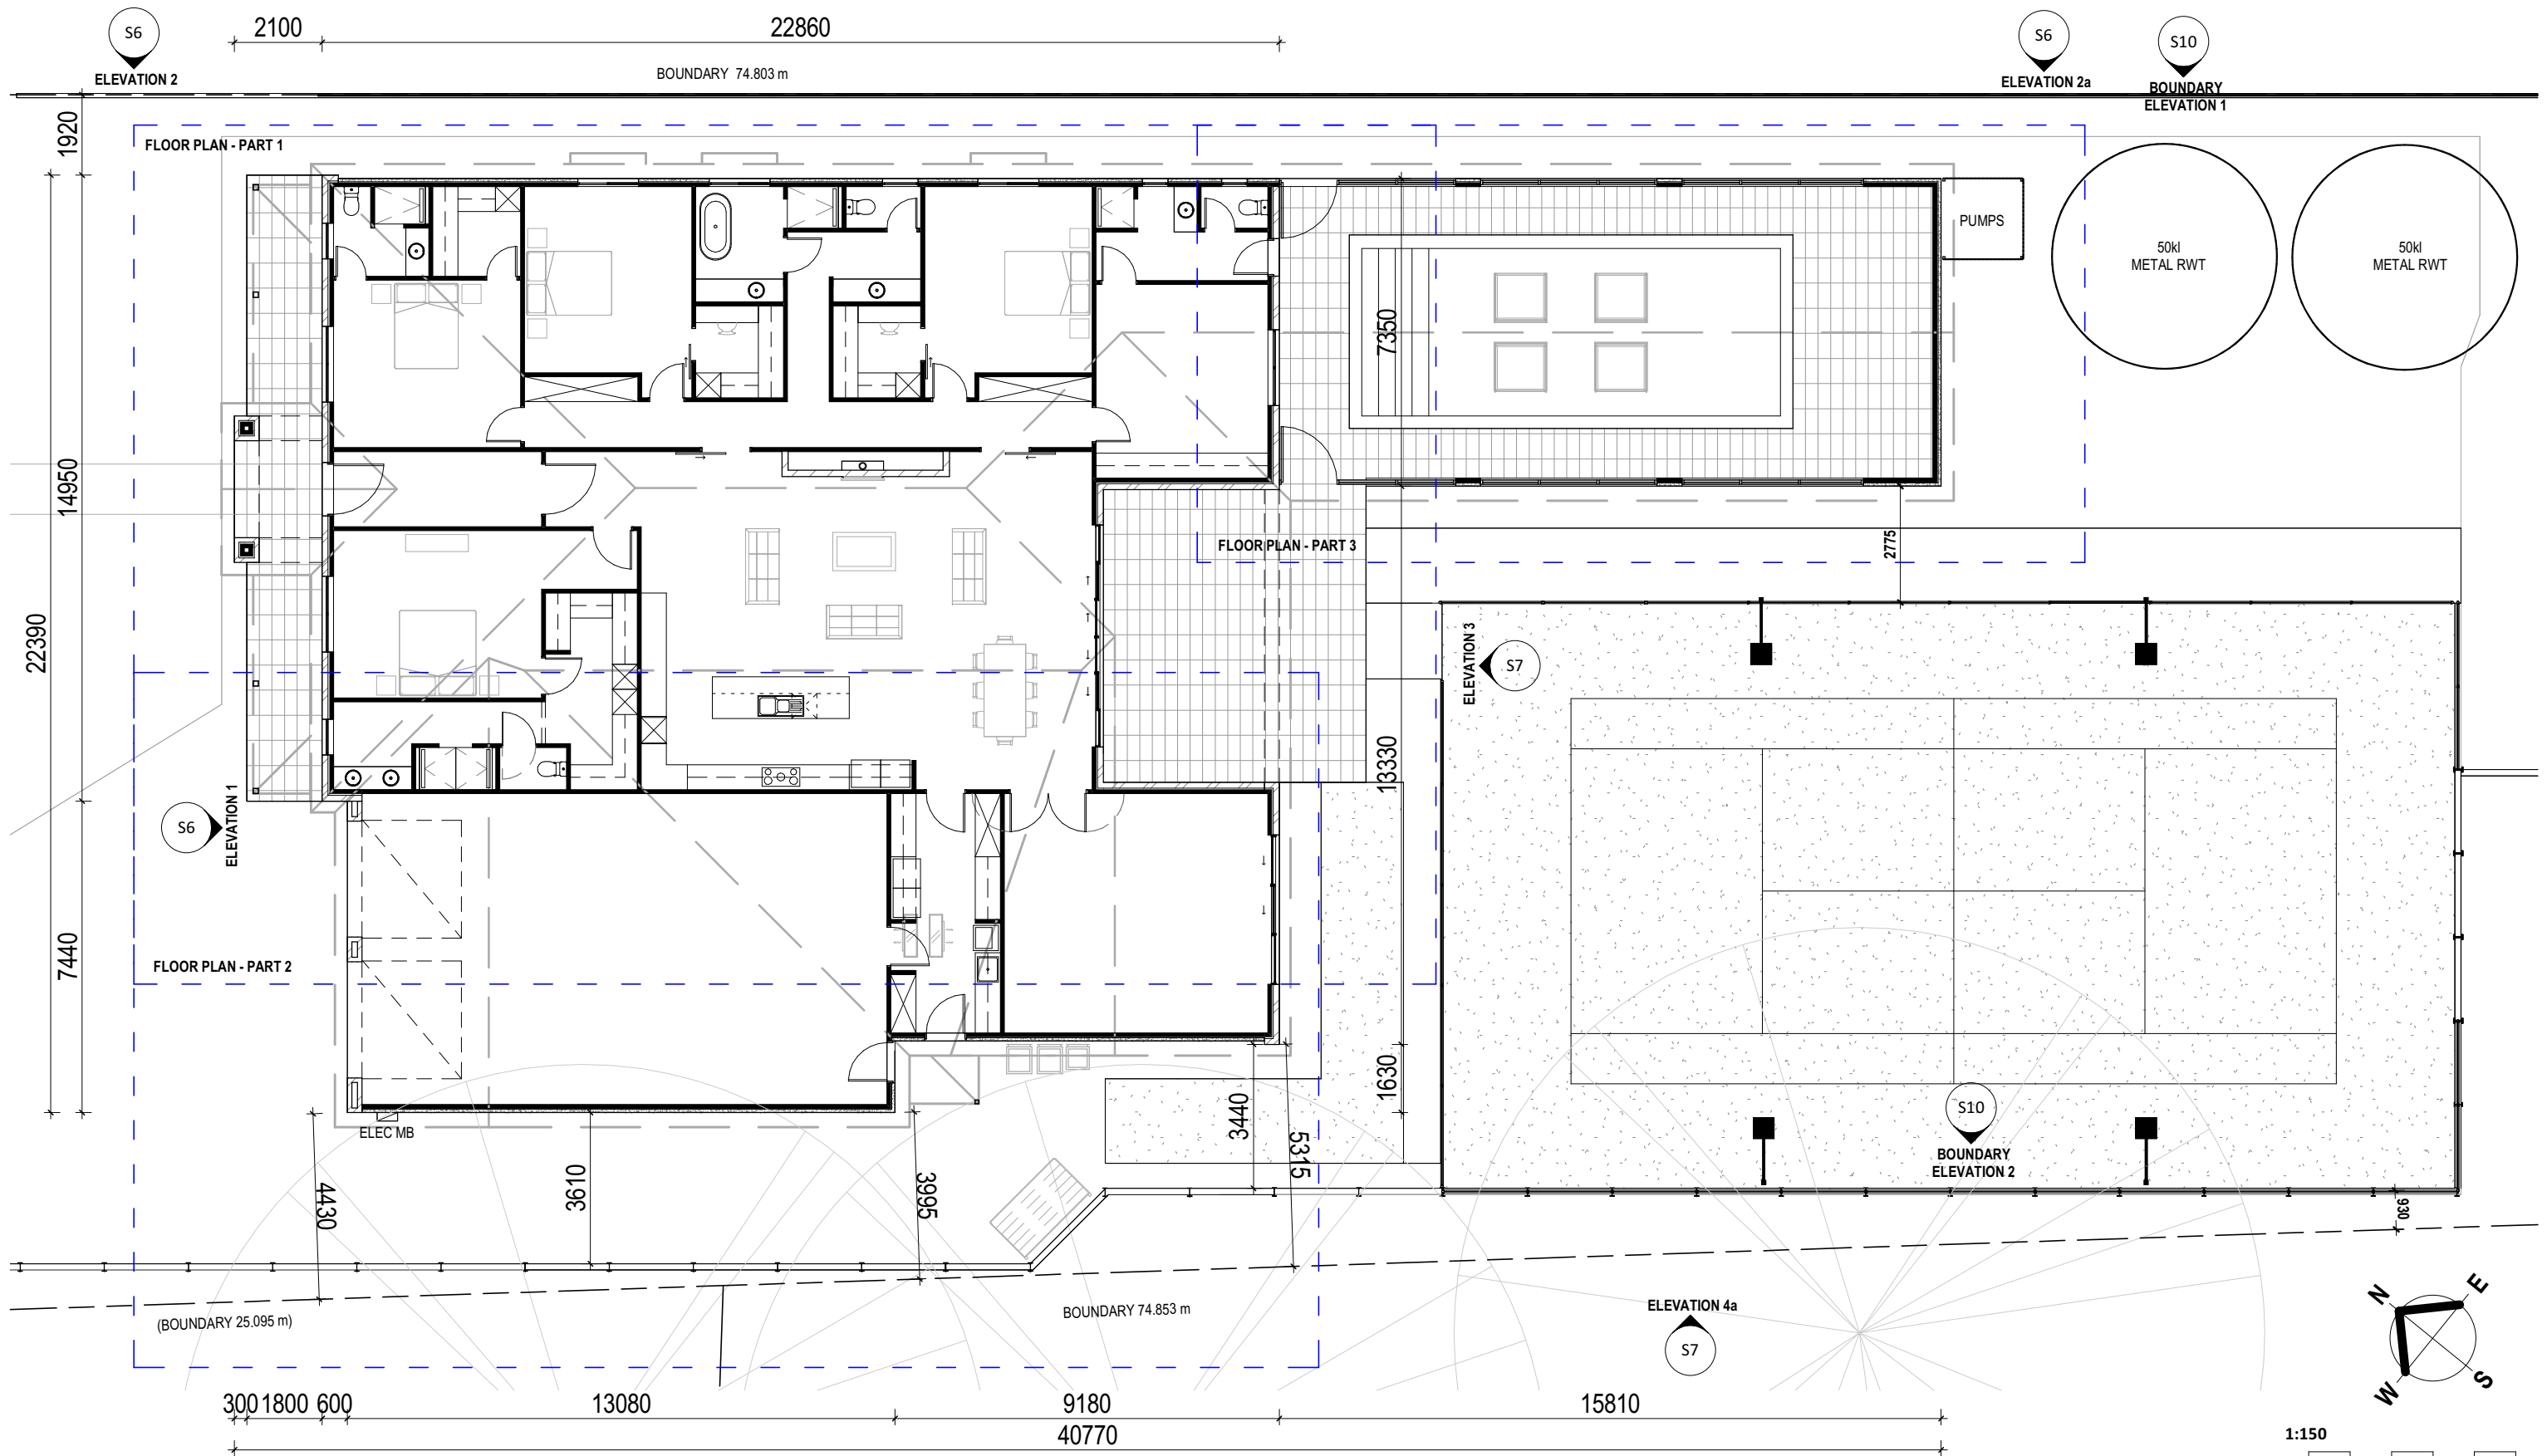 2100
22860
S6
ELEVATION 2
BOUNDARY 74.803 m
S6
ELEVATION 2a
S10
BOUNDARY
ELEVATION 1
1920
FLOOR PLAN - PART 1
PUMPS
50kl
METAL RWT
50kl
METAL RWT
7350
14950
22390
FLOOR PLAN - PART 3
2775
ELEVATION 3
S7
13330
S6
ELEVATION 1
7440
FLOOR PLAN - PART 2
1630
3440
5315
ELEC MB
S10
BOUNDARY
ELEVATION 2
4430
3610
3995
930
(BOUNDARY 25.095 m)
BOUNDARY 74.853 m
ELEVATION 4a
S7
N
E
W
S
300 1800 600
13080
9180
15810
40770
1:150